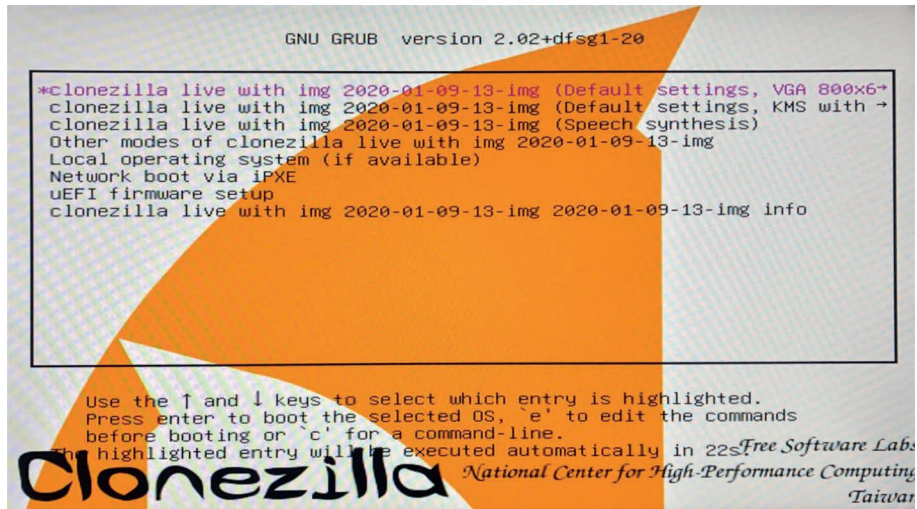 GNU GRUB version 2.02+dfsg1-20
*clonezilla live with img 2020-01-09-13-img (Default settings, VGA 800x6→
clonezilla live with img 2020-01-09-13-img (Default settings, KMS with →
clonezilla live with img 2020-01-09-13-img (Speech synthesis)
Other modes of clonezilla live with img 2020-01-09-13-img
Local operating system (if available)
Network boot via iPXE
uEFI firmware setup
clonezilla live with img 2020-01-09-13-img 2020-01-09-13-img info
Use the ↑ and ↓ keys to select which entry is highlighted.
Press enter to boot the selected OS, `e' to edit the commands
before booting or `c' for a command-line.
The highlighted entry will be executed automatically in 22s.
Free Software Labs
Clonezilla
National Center for High-Performance Computing
Taiwan